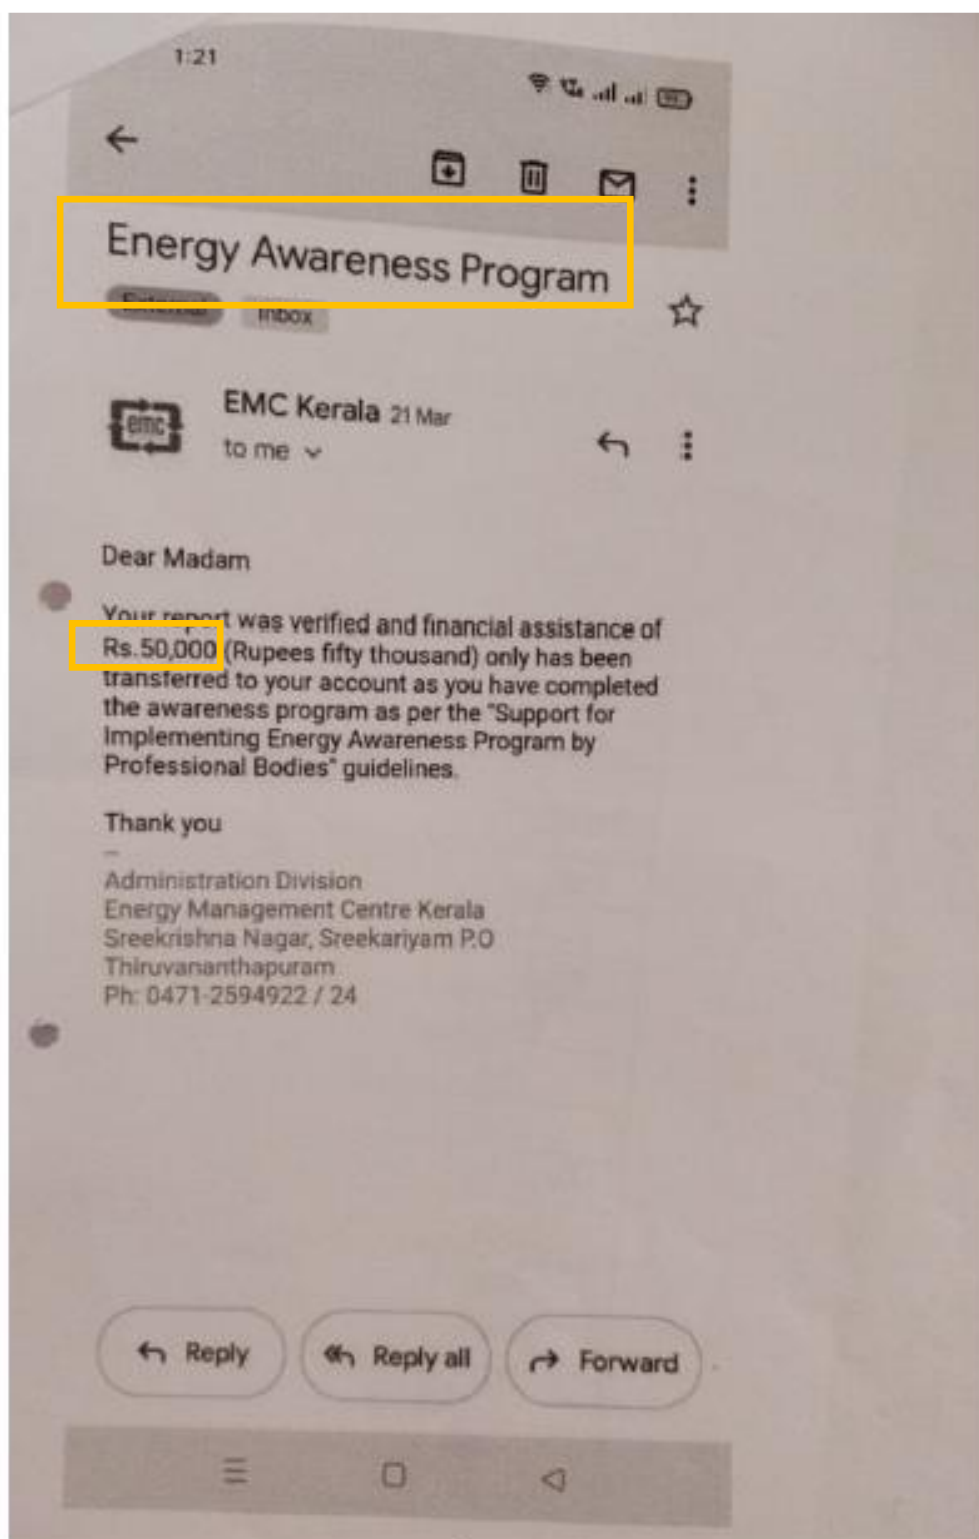 1:21
Energy Awareness Program
External Inbox
emc
EMC Kerala 21 Mar
to me
Dear Madam
Your report was verified and financial assistance of
Rs.50,000 (Rupees fifty thousand) only has been
transferred to your account as you have completed
the awareness program as per the "Support for
Implementing Energy Awareness Program by
Professional Bodies" guidelines.
Thank you
--
Administration Division
Energy Management Centre Kerala
Sreekrishna Nagar, Sreekariyam P.O
Thiruvananthapuram
Ph: 0471-2594922 / 24
Reply Reply all Forward